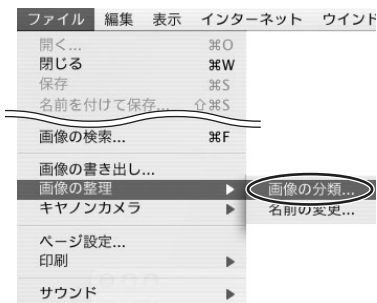 ファイル 編集 表示 インターネット ウインド
開く... ⌘O
閉じる ⌘W
保存 ⌘S
名前を付けて保存... ⇧⌘S
画像の検索... ⌘F
画像の書き出し...
画像の整理 ▶ 画像の分類...
キヤノンカメラ ▶ 名前の変更...
ページ設定...
印刷 ▶
サウンド ▶